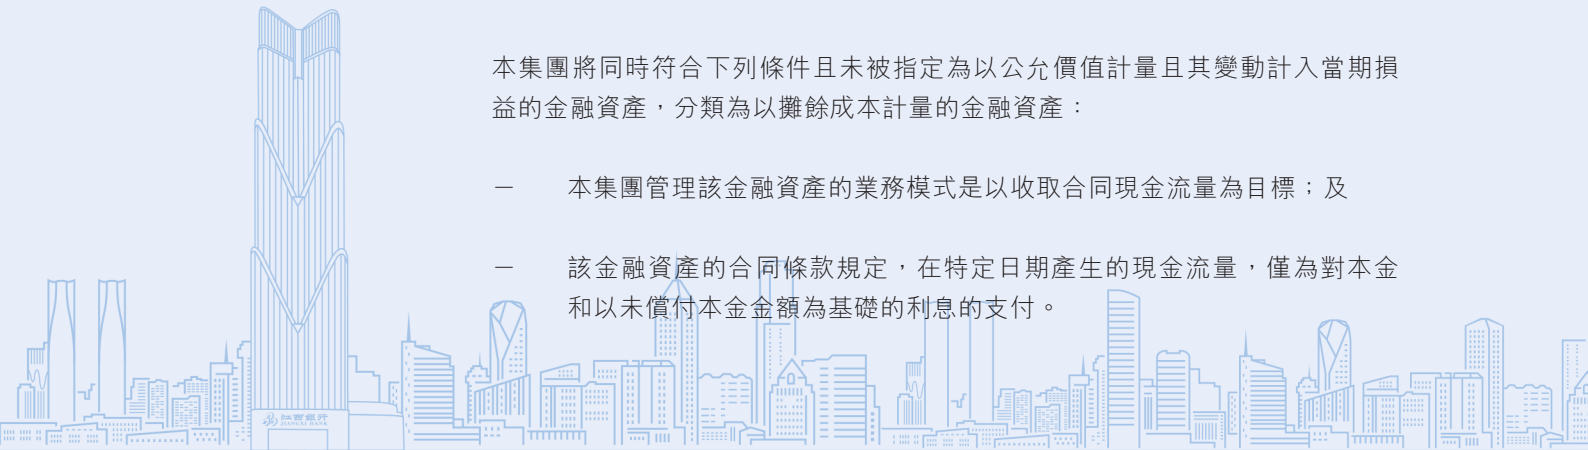 本集團將同時符合下列條件且未被指定為以公允價值計量且其變動計入當期損
益的金融資產，分類為以攤餘成本計量的金融資產：
－ 本集團管理該金融資產的業務模式是以收取合同現金流量為目標；及
－ 該金融資產的合同條款規定，在特定日期產生的現金流量，僅為對本金
和以未償付本金金額為基礎的利息的支付。
江西銀行
JIANGXI BANK